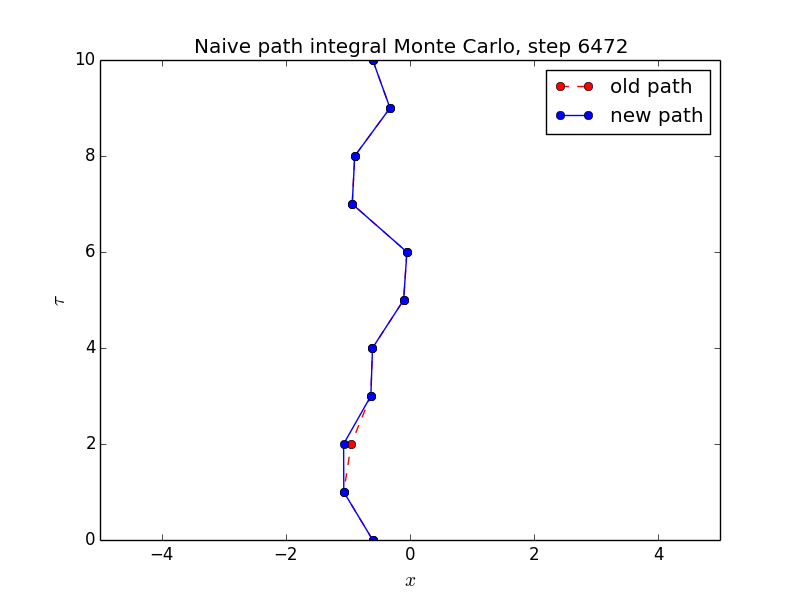 Naive path integral Monte Carlo, step 6472
old path
new path
10
8
6
4
2
0
τ
−4 −2 0 2 4
x